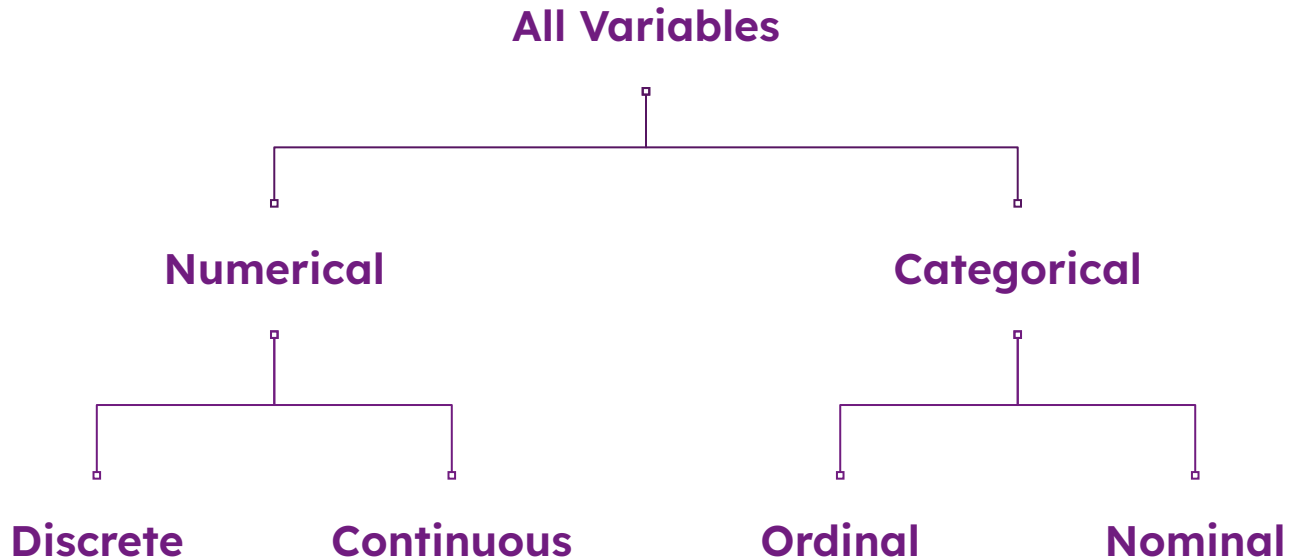 All Variables
Numerical
Categorical
Discrete
Continuous
Ordinal
Nominal